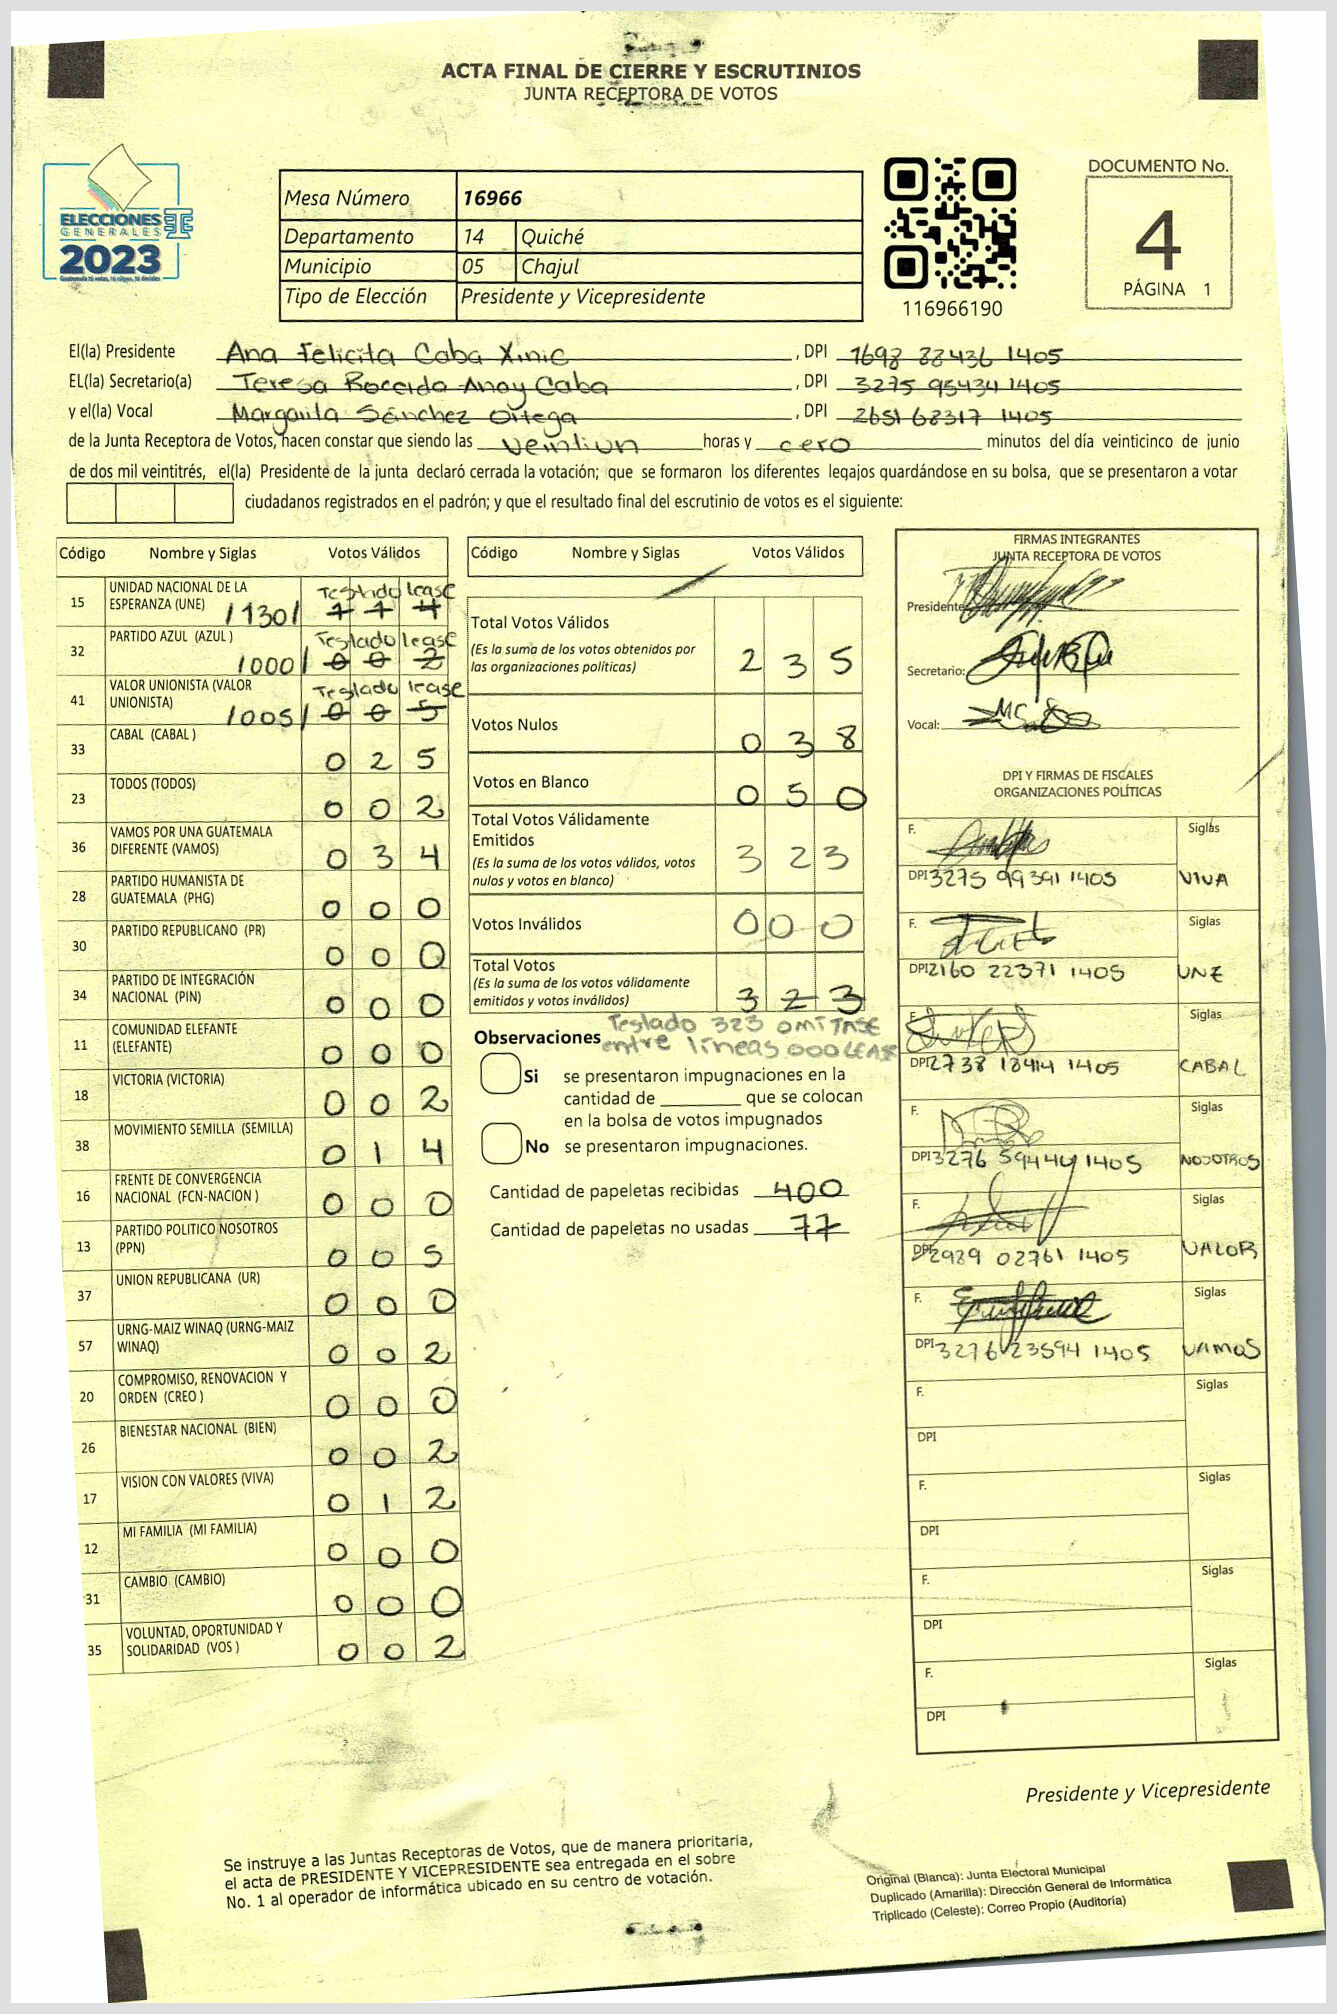 ACTA FINAL DE CIERRE Y ESCRUTINIOS
JUNTA RECEPTORA DE VOTOS
ELECCIONES
GENERALES
2023
Mesa Número 16966
Departamento 14 Quiché
Municipio 05 Chajul
Tipo de Elección Presidente y Vicepresidente
116966190
DOCUMENTO No.
4
PÁGINA 1
El(la) Presidente Ana Felicita Caba Xinic, DPI 1698 88436 1405
EL(la) Secretario(a) Teresa Anay Caba, DPI 3275 95434 1405
y el(la) Vocal Margarita Sánchez Ortega, DPI 2651 68317 1405
de la Junta Receptora de Votos, hacen constar que siendo las veintiun horas y cero minutos del día veinticinco de junio
de dos mil veintitrés, el(la) Presidente de la junta declaró cerrada la votación; que se formaron los diferentes legajos quardándose en su bolsa, que se presentaron a votar
ciudadanos registrados en el padrón; y que el resultado final del escrutinio de votos es el siguiente:
Código Nombre y Siglas Votos Válidos
15 UNIDAD NACIONAL DE LA ESPERANZA (UNE) Testado lease /130/
32 PARTIDO AZUL (AZUL ) Testado lease /000/ 0 0 2
41 VALOR UNIONISTA (VALOR UNIONISTA) Testado lease /005/ 0 0 5
33 CABAL (CABAL ) 0 2 5
23 TODOS (TODOS) 0 0 2
36 VAMOS POR UNA GUATEMALA DIFERENTE (VAMOS) 0 3 4
28 PARTIDO HUMANISTA DE GUATEMALA (PHG) 0 0 0
30 PARTIDO REPUBLICANO (PR) 0 0 0
34 PARTIDO DE INTEGRACIÓN NACIONAL (PIN) 0 0 0
11 COMUNIDAD ELEFANTE (ELEFANTE) 0 0 0
18 VICTORIA (VICTORIA) 0 0 2
38 MOVIMIENTO SEMILLA (SEMILLA) 0 1 4
16 FRENTE DE CONVERGENCIA NACIONAL (FCN-NACION ) 0 0 0
13 PARTIDO POLITICO NOSOTROS (PPN) 0 0 5
37 UNION REPUBLICANA (UR) 0 0 0
57 URNG-MAIZ WINAQ (URNG-MAIZ WINAQ) 0 0 2
20 COMPROMISO, RENOVACION Y ORDEN (CREO ) 0 0 0
26 BIENESTAR NACIONAL (BIEN) 0 0 2
17 VISION CON VALORES (VIVA) 0 1 2
12 MI FAMILIA (MI FAMILIA) 0 0 0
31 CAMBIO (CAMBIO) 0 0 0
35 VOLUNTAD, OPORTUNIDAD Y SOLIDARIDAD (VOS ) 0 0 2
Código Nombre y Siglas Votos Válidos
Total Votos Válidos
(Es la suma de los votos obtenidos por
las organizaciones políticas) 2 3 5
Votos Nulos 0 3 8
Votos en Blanco 0 5 0
Total Votos Válidamente
Emitidos
(Es la suma de los votos válidos, votos
nulos y votos en blanco) 3 2 3
Votos Inválidos 0 0 0
Total Votos
(Es la suma de los votos válidamente
emitidos y votos inválidos) 3 2 3
Observaciones Testado 323 OMITASE
entre líneas 000 LEASE
Si se presentaron impugnaciones en la
cantidad de ________ que se colocan
en la bolsa de votos impugnados
No se presentaron impugnaciones.
Cantidad de papeletas recibidas 400
Cantidad de papeletas no usadas 77
FIRMAS INTEGRANTES
JUNTA RECEPTORA DE VOTOS
Presidente:
Secretario:
Vocal:
DPI Y FIRMAS DE FISCALES
ORGANIZACIONES POLÍTICAS
F. Siglas
DPI 3275 99391 1405 VIVA
F. Siglas
DPI 2160 22371 1405 UNE
F. Siglas
DPI 2738 18414 1405 CABAL
F. Siglas
DPI 3276 59444 1405 NOSOTROS
F. Siglas
DPI 2929 02761 1405 VALOR
F. Siglas
DPI 3276 23594 1405 VAMOS
F. Siglas
DPI
F. Siglas
DPI
F. Siglas
DPI
F. Siglas
DPI
Presidente y Vicepresidente
Se instruye a las Juntas Receptoras de Votos, que de manera prioritaria,
el acta de PRESIDENTE Y VICEPRESIDENTE sea entregada en el sobre
No. 1 al operador de informática ubicado en su centro de votación.
Original (Blanca): Junta Electoral Municipal
Duplicado (Amarilla): Dirección General de Informática
Triplicado (Celeste): Correo Propio (Auditoría)